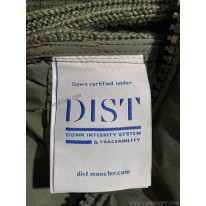 Down certified under
DIST
DOWN INTEGRITY SYSTEM
& TRACEABILITY
dist.moncler.com